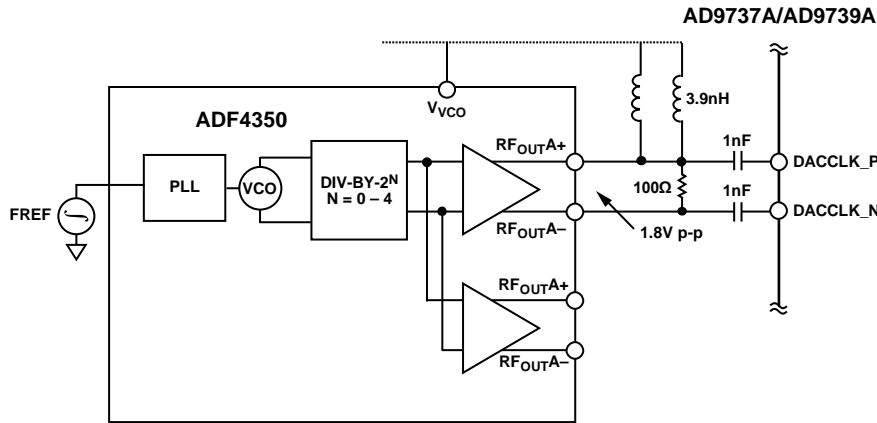 AD9737A/AD9739A
ADF4350
VVCO
3.9nH
PLL
VCO
DIV-BY-2N
N = 0 – 4
RFOUTA+
RFOUTA–
1nF
DACCLK_P
100Ω
1nF
DACCLK_N
FREF
1.8V p-p
RFOUTA+
RFOUTA–